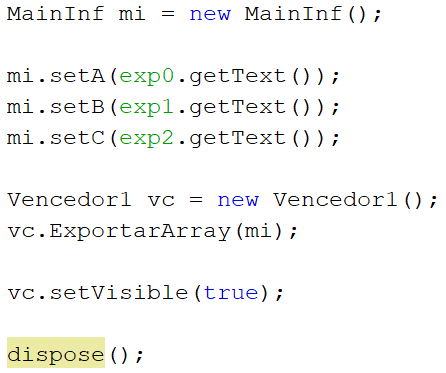 MainInf mi = new MainInf();
mi.setA(exp0.getText());
mi.setB(exp1.getText());
mi.setC(exp2.getText());
Vencedor1 vc = new Vencedor1();
vc.ExportarArray(mi);
vc.setVisible(true);
dispose();